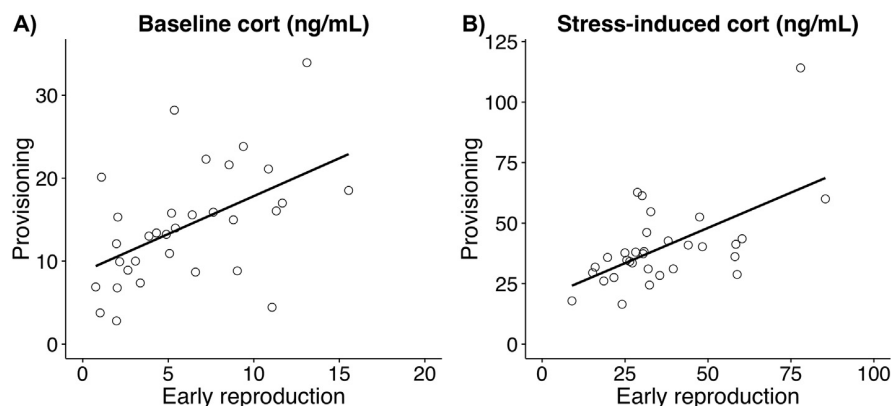 A) Baseline cort (ng/mL)
Provisioning
30
20
10
0
0 5 10 15 20
Early reproduction
B) Stress-induced cort (ng/mL)
Provisioning
125
100
75
50
25
0
0 25 50 75 100
Early reproduction